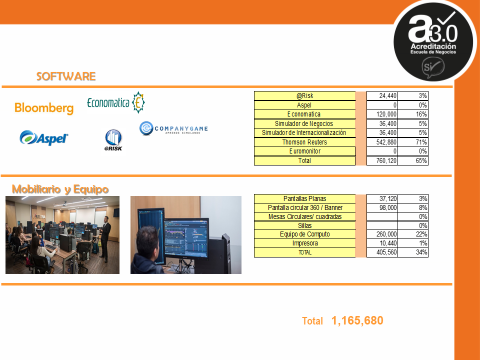 a3.0
Acreditación
Escuela de Negocios
Sí
SOFTWARE
Bloomberg
Economatica
Aspel
@RISK
COMPANYGAME
@Risk 24,440 3%
Aspel 0 0%
Economática 120,000 16%
Simulador de Negocios 36,400 5%
Simulador de Internacionalización 36,400 5%
Thomson Reuters 542,880 71%
Euromonitor 0 0%
Total 760,120 65%
Mobiliario y Equipo
Pantallas Planas 37,120 3%
Pantalla circular 360 / Banner 98,000 8%
Mesas Circulares/ cuadradas 0%
Sillas 0%
Equipo de Computo 260,000 22%
Impresora 10,440 1%
TOTAL 405,560 34%
Total 1,165,680